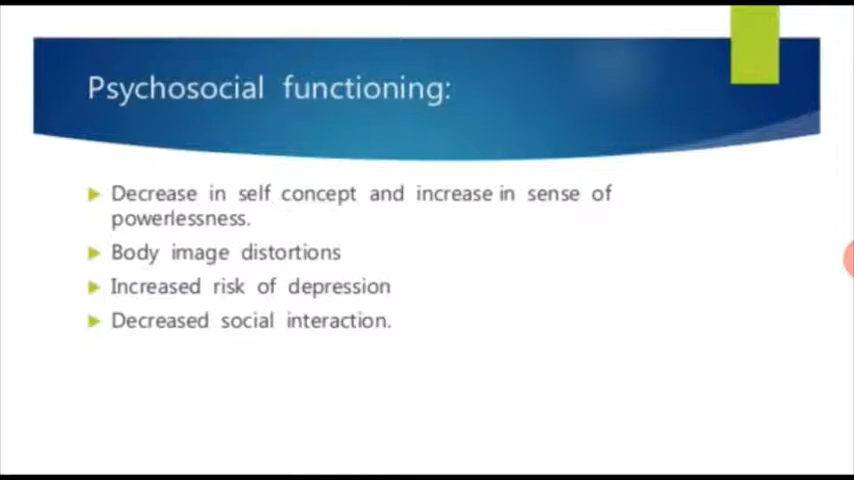 Psychosocial functioning:
Decrease in self concept and increase in sense of
powerlessness.
Body image distortions
Increased risk of depression
Decreased social interaction.